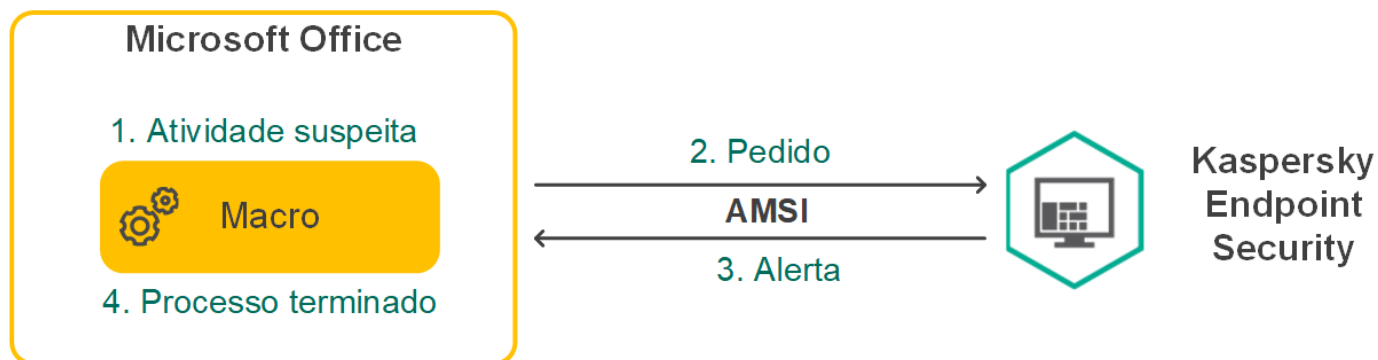 Microsoft Office
1. Atividade suspeita
Macro
4. Processo terminado
2. Pedido
AMSI
3. Alerta
Kaspersky
Endpoint
Security